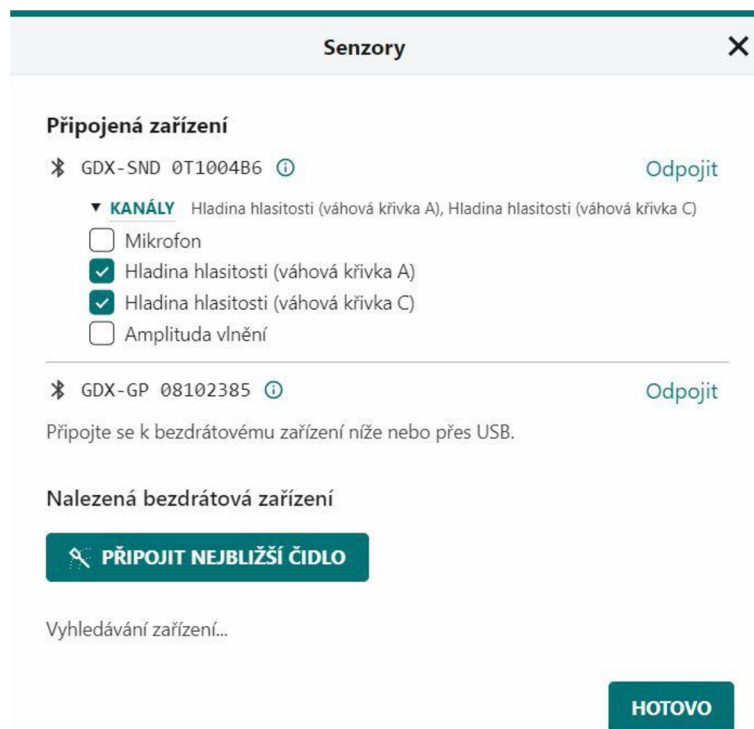 Senzory
Připojená zařízení
GDX-SND 0T1004B6 Odpojit
KANÁLY Hladina hlasitosti (váhová křivka A), Hladina hlasitosti (váhová křivka C)
Mikrofon
Hladina hlasitosti (váhová křivka A)
Hladina hlasitosti (váhová křivka C)
Amplituda vlnění
GDX-GP 08102385 Odpojit
Připojte se k bezdrátovému zařízení níže nebo přes USB.
Nalezená bezdrátová zařízení
PŘIPOJIT NEJBLIŽŠÍ ČIDLO
Vyhledávání zařízení...
HOTOVO